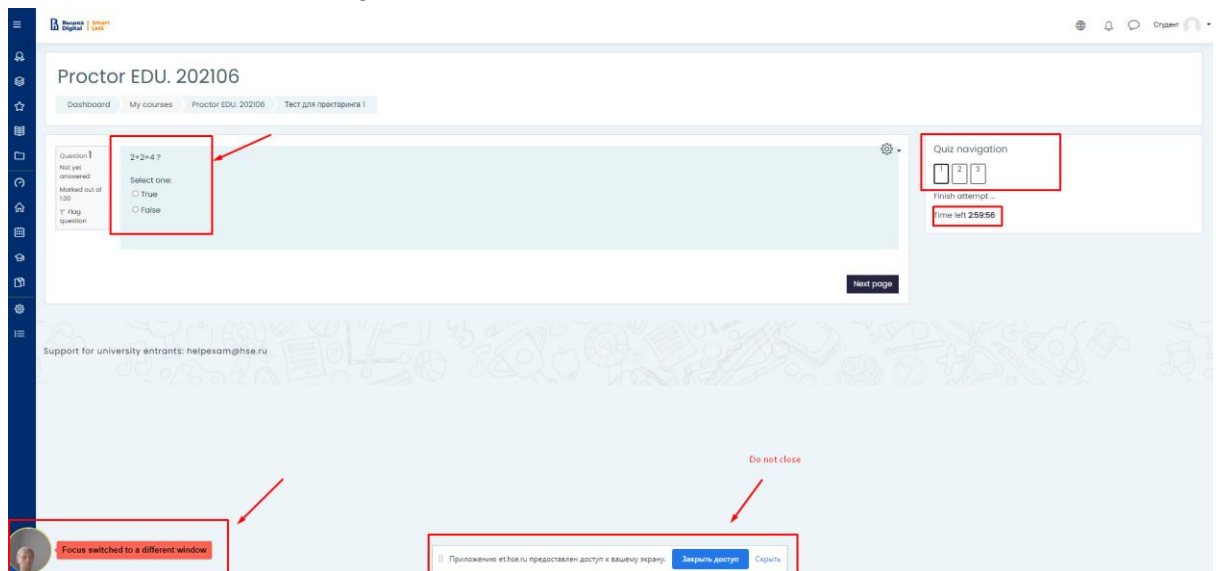 Вышка Digital | Smart LMS
Студент
Proctor EDU. 202106
Dashboard My courses Proctor EDU. 202106 Тест для прокторинга 1
Question 1
Not yet
answered
Marked out of
1.00
Flag
question
2+2=4 ?
Select one:
True
False
Next page
Quiz navigation
1 2 3
Finish attempt ...
Time left 2:59:56
Support for university entrants: helpexam@hse.ru
Do not close
Focus switched to a different window
Приложению et.hse.ru предоставлен доступ к вашему экрану. Закрыть доступ Скрыть